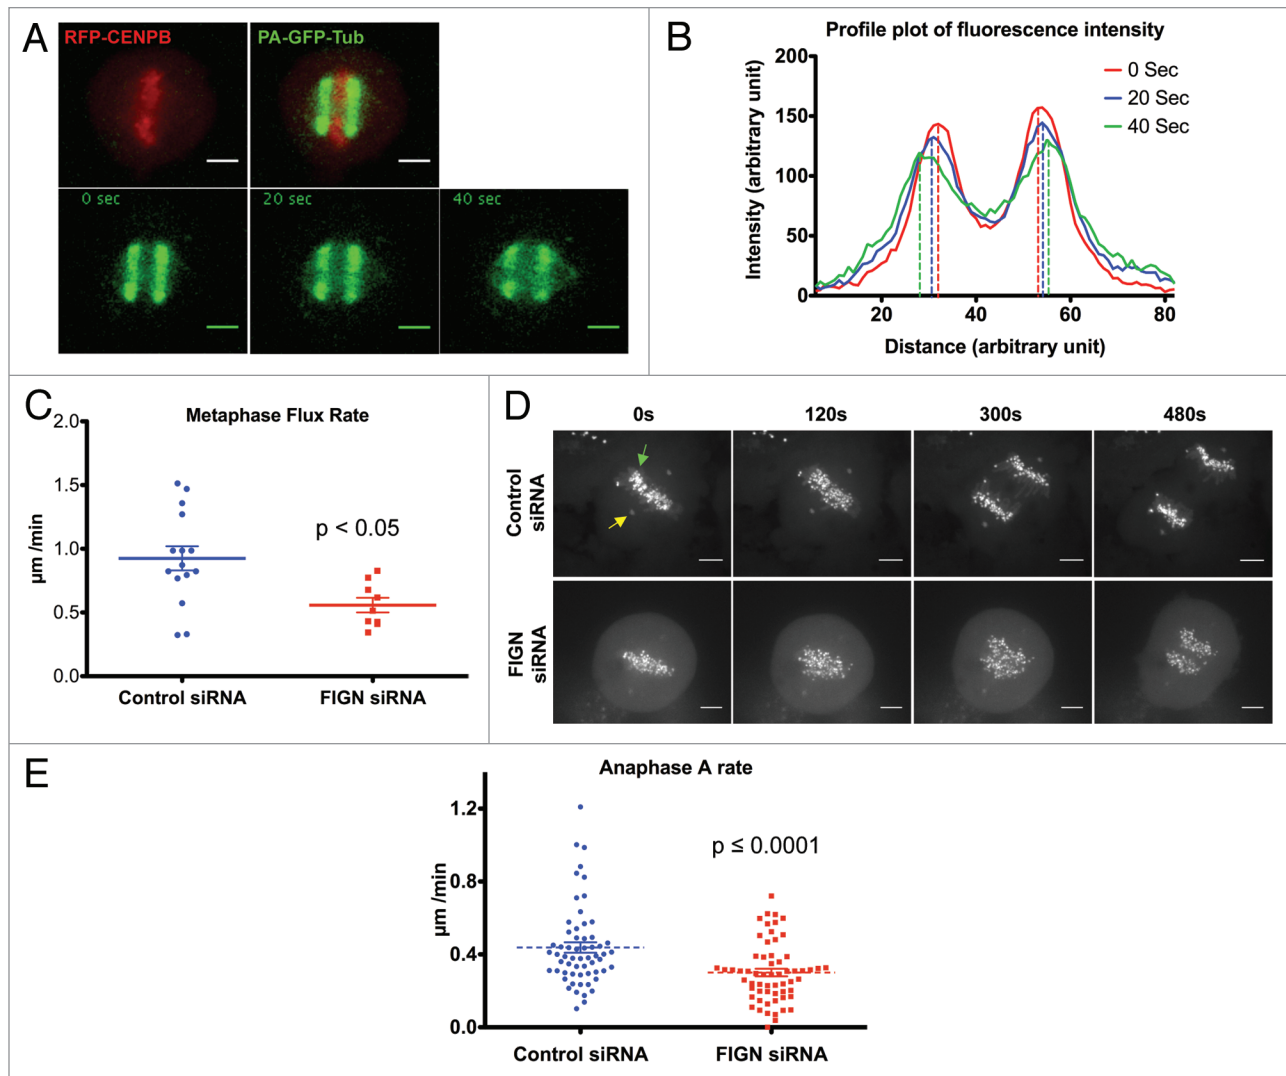 A
RFP-CENPB
PA-GFP-Tub
0 sec
20 sec
40 sec
B
Profile plot of fluorescence intensity
200
150
100
50
0
Intensity (arbitrary unit)
0 Sec
20 Sec
40 Sec
20
40
60
80
Distance (arbitrary unit)
C
Metaphase Flux Rate
2.0
1.5
1.0
0.5
0.0
µm /min
p < 0.05
Control siRNA
FIGN siRNA
D
0s
120s
300s
480s
Control
siRNA
FIGN
siRNA
E
Anaphase A rate
1.2
0.8
0.4
0.0
µm /min
p ≤ 0.0001
Control siRNA
FIGN siRNA